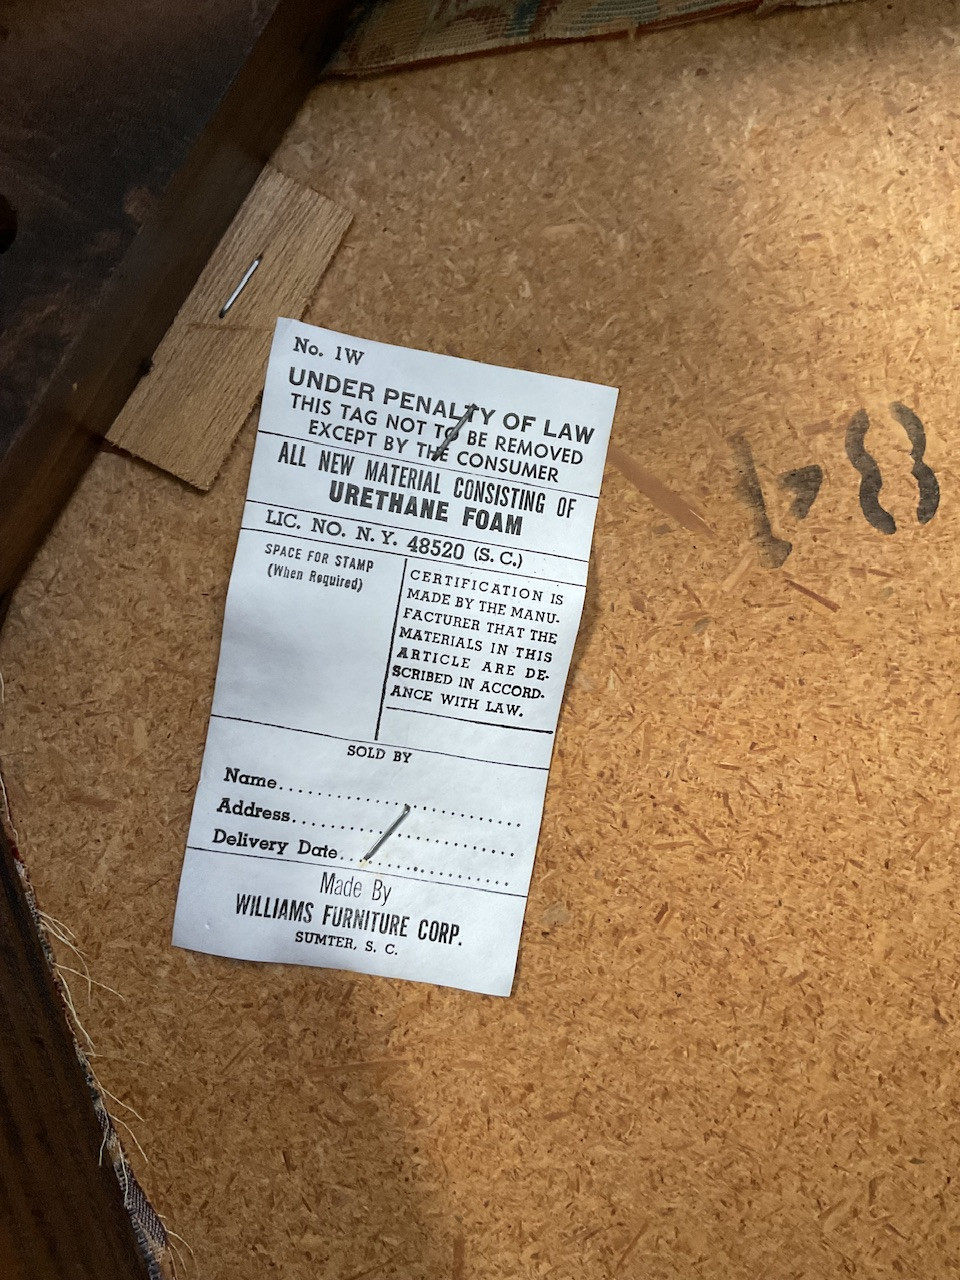 No. 1W
UNDER PENALTY OF LAW
THIS TAG NOT TO BE REMOVED
EXCEPT BY THE CONSUMER
ALL NEW MATERIAL CONSISTING OF
URETHANE FOAM
LIC. NO. N. Y. 48520 (S. C.)
SPACE FOR STAMP
(When Required)
CERTIFICATION IS
MADE BY THE MANU-
FACTURER THAT THE
MATERIALS IN THIS
ARTICLE ARE DE-
SCRIBED IN ACCORD-
ANCE WITH LAW.
SOLD BY
Name
Address
Delivery Date
Made By
WILLIAMS FURNITURE CORP.
SUMTER, S. C.